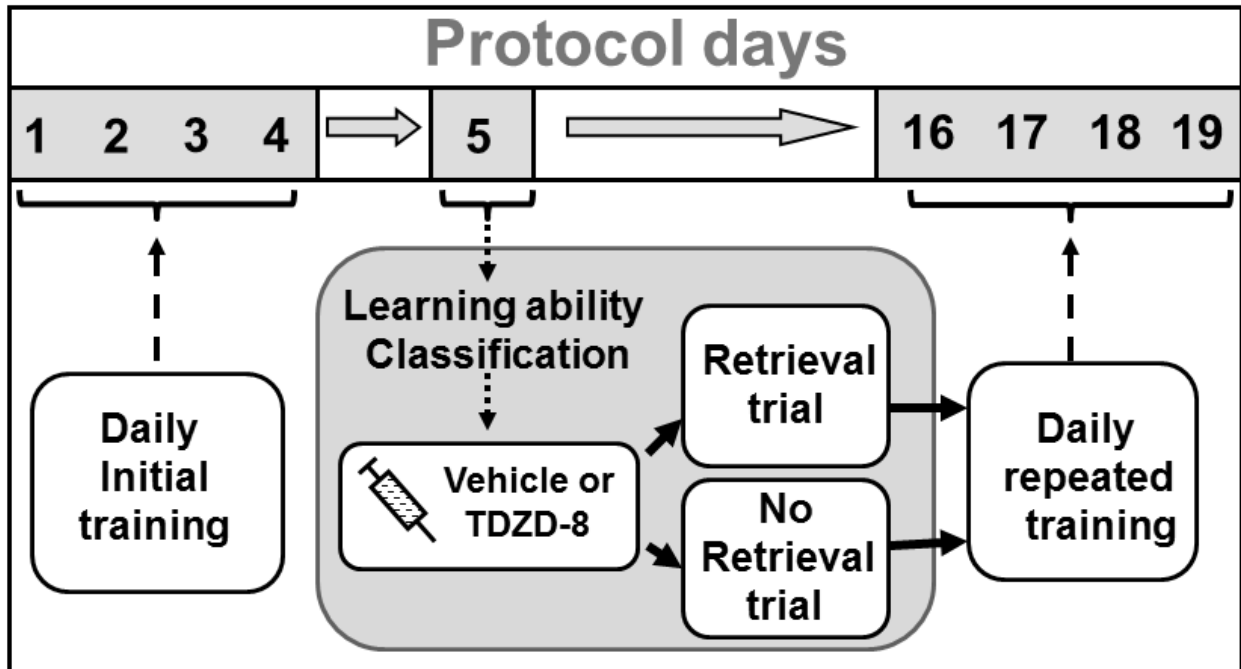 Protocol days
1 2 3 4 5 16 17 18 19
Learning ability
Classification
Daily
Initial
training
Vehicle or
TDZD-8
Retrieval
trial
No
Retrieval
trial
Daily
repeated
training